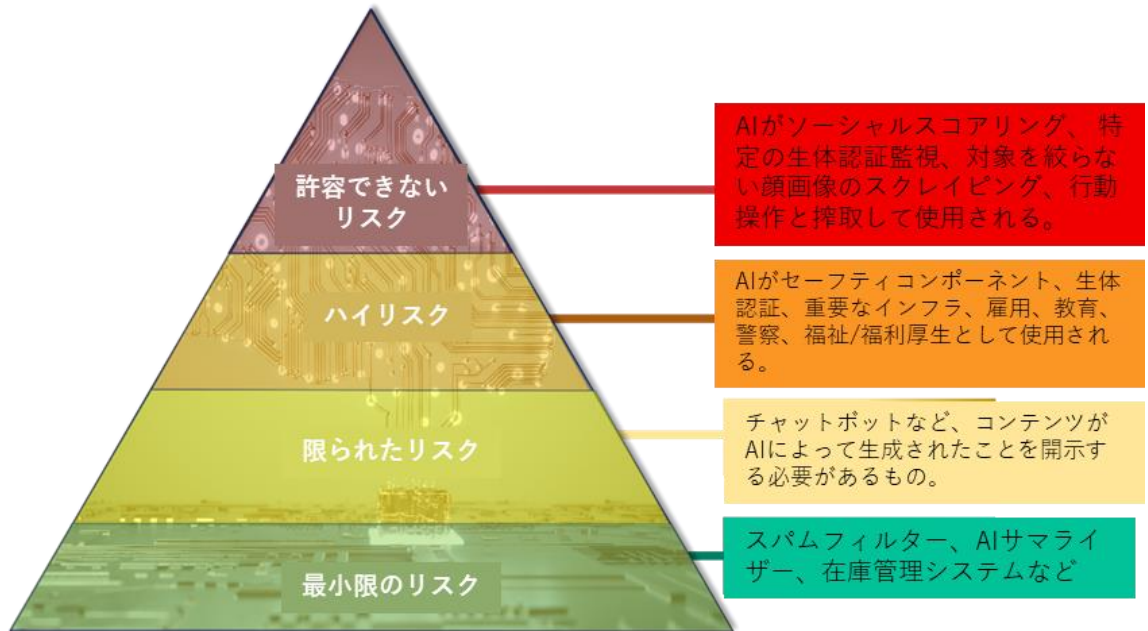 許容できない
リスク
AIがソーシャルスコアリング、 特
定の生体認証監視、対象を絞らな
い顔画像のスクレイピング、行動
操作と搾取して使用される。
ハイリスク
AIがセーフティコンポーネント、生体
認証、重要なインフラ、雇用、教育、
警察、福祉/福利厚生として使用され
る。
限られたリスク
チャットボットなど、コンテンツが
AIによって生成されたことを開示す
る必要があるもの。
最小限のリスク
スパムフィルター、AIサマライ
ザー、在庫管理システムなど